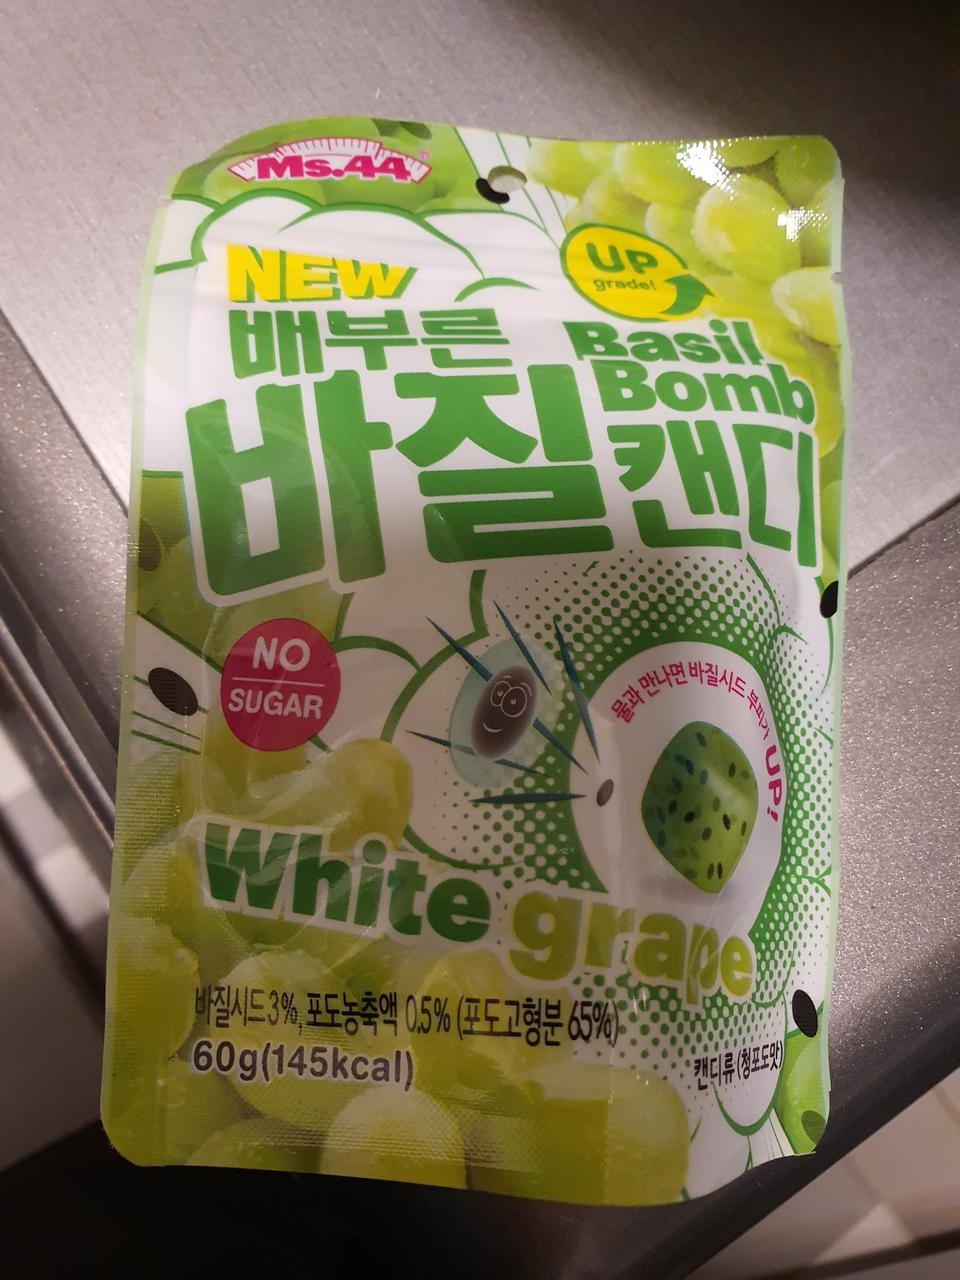 Ms.44
NEW
배부른
바질
UP
grade!
Basil
Bomb
캔디
NO
SUGAR
물과 만나면 바질시드 부피가 UP!
White grape
바질시드3%, 포도농축액 0.5% (포도고형분 65%)
60g(145kcal)
캔디류(청포도맛)